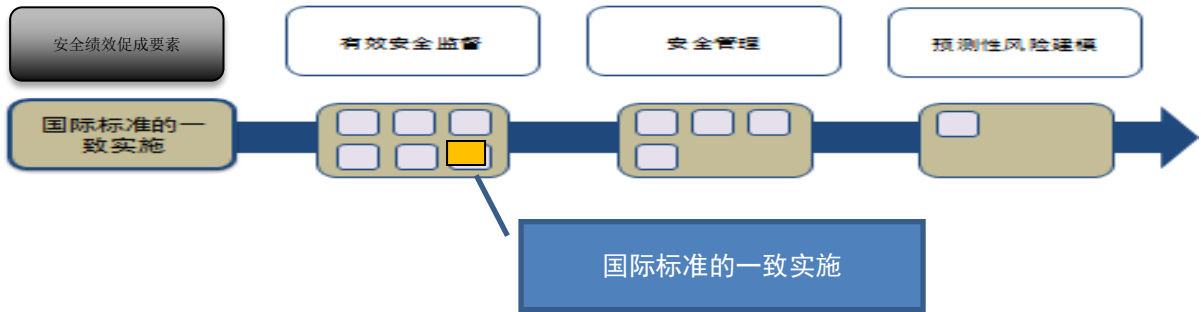 安全绩效促成要素
有效安全监督
安全管理
预测性风险建模
国际标准的一
致实施
国际标准的一致实施